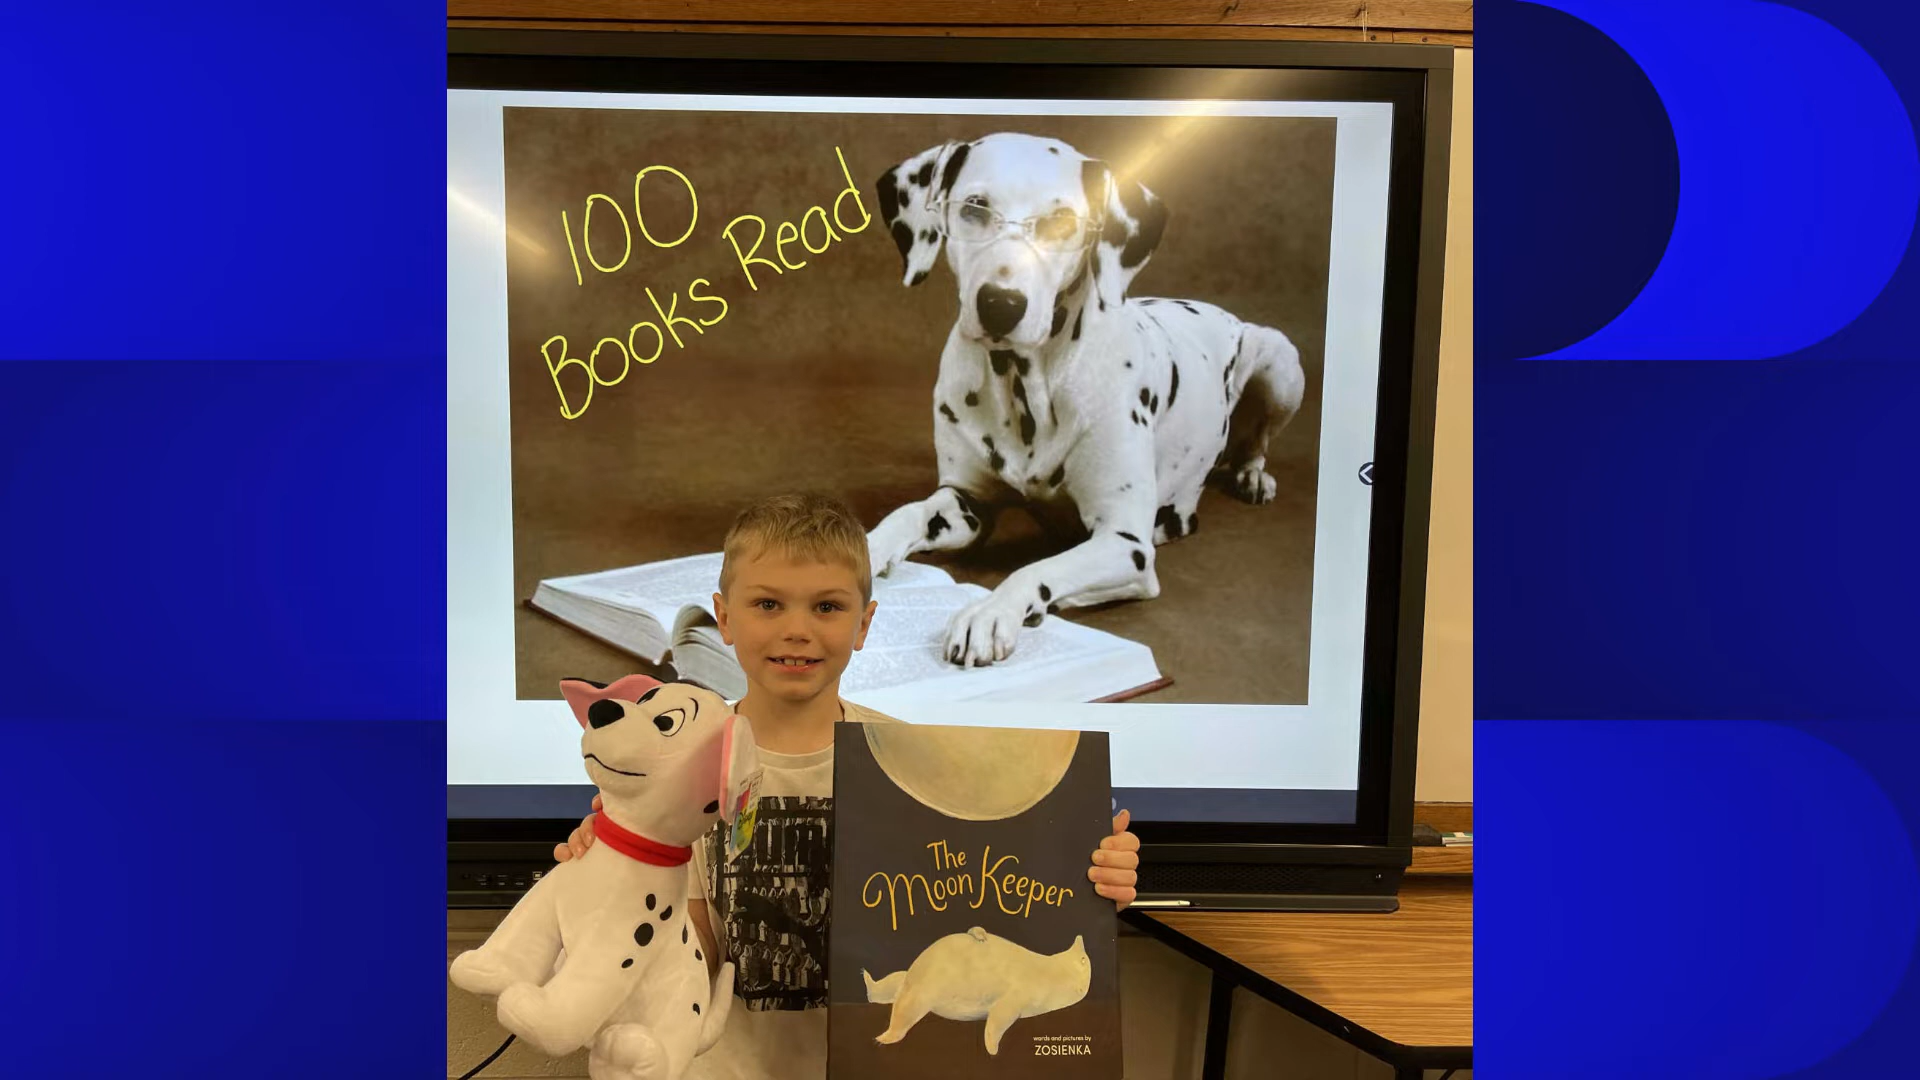 100
Books Read
The
Moon Keeper
words and pictures by
ZOSIENKA